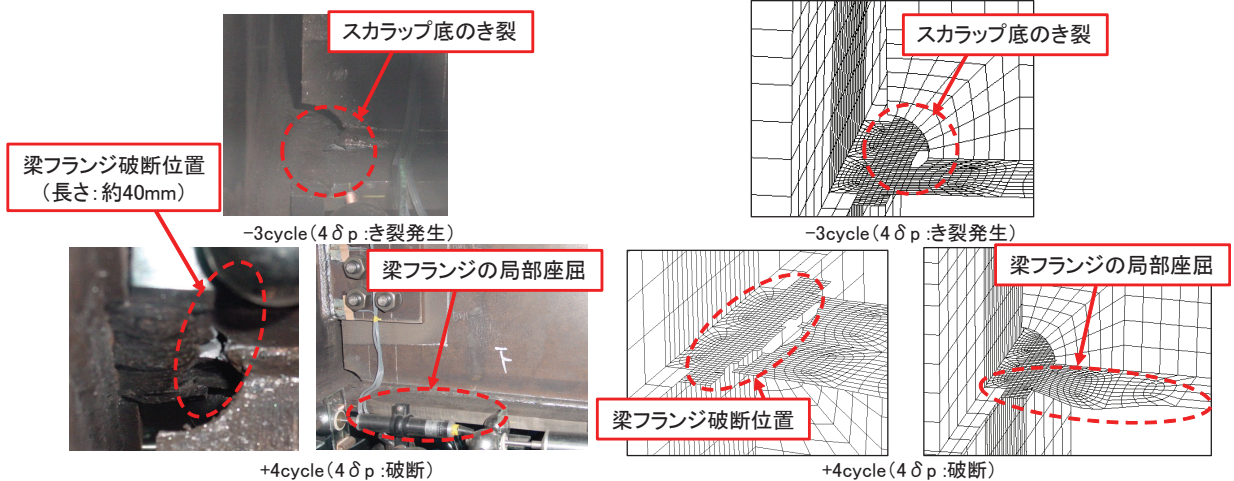 スカラップ底のき裂
梁フランジ破断位置
（長さ：約40mm）
−3cycle（4δp：き裂発生）
梁フランジの局部座屈
下
+4cycle（4δp：破断）
スカラップ底のき裂
−3cycle（4δp：き裂発生）
梁フランジの局部座屈
梁フランジ破断位置
+4cycle（4δp：破断）